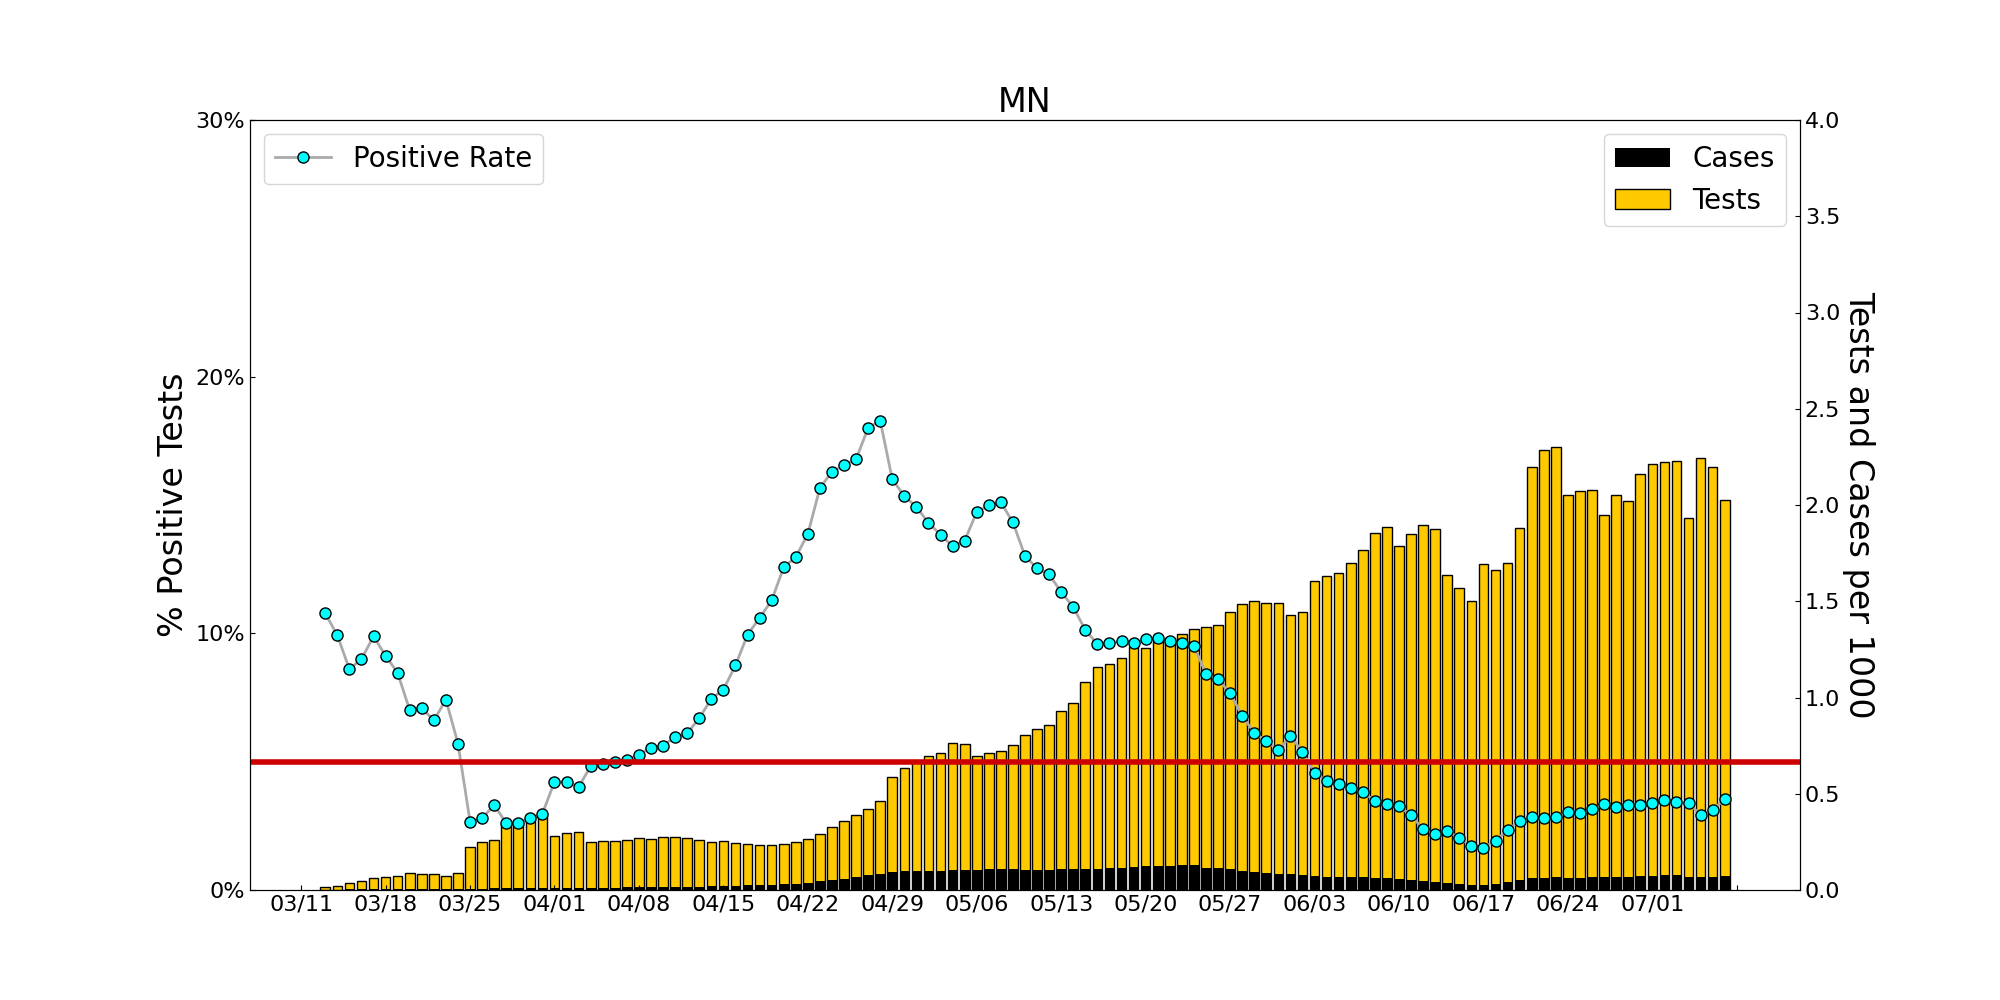 MN
30%
20%
10%
0%
% Positive Tests
Positive Rate
Cases
Tests
4.0
3.5
3.0
2.5
2.0
1.5
1.0
0.5
0.0
Tests and Cases per 1000
03/11 03/18 03/25 04/01 04/08 04/15 04/22 04/29 05/06 05/13 05/20 05/27 06/03 06/10 06/17 06/24 07/01